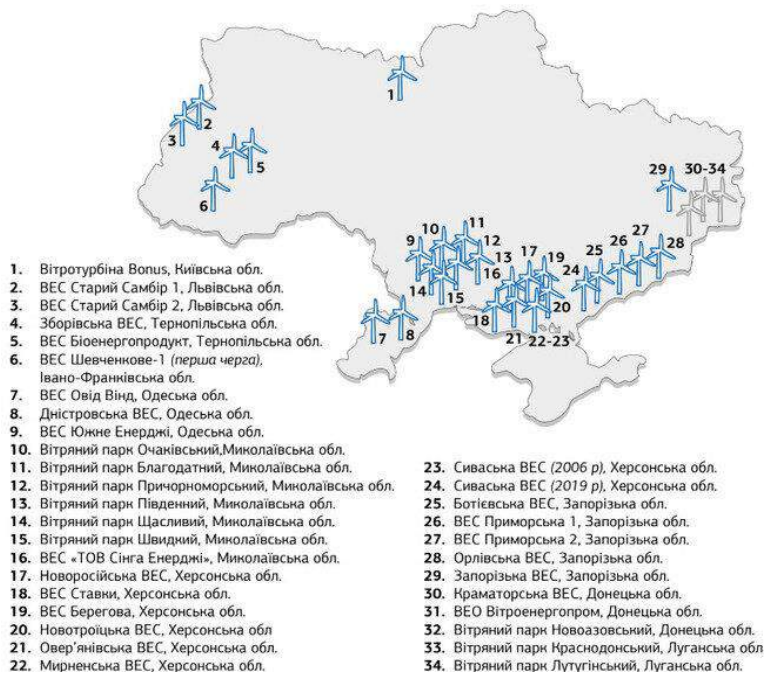 1
2
3
4
5
6
29
30-34
10
11
9
12
13
17
19
16
24
25
26
27
28
14
15
18
20
21
22-23
7
8
1. Вітротурбіна Bonus, Київська обл.
2. ВЕС Старий Самбір 1, Львівська обл.
3. ВЕС Старий Самбір 2, Львівська обл.
4. Зборівська ВЕС, Тернопільська обл.
5. ВЕС Біоенергопродукт, Тернопільська обл.
6. ВЕС Шевченкове-1 (перша черга),
Івано-Франківська обл.
7. ВЕС Овід Вінд, Одеська обл.
8. Дністровська ВЕС, Одеська обл.
9. ВЕС Южне Енерджі, Одеська обл.
10. Вітряний парк Очаківський,Миколаївська обл.
11. Вітряний парк Благодатний, Миколаївська обл.
12. Вітряний парк Причорноморський, Миколаївська обл.
13. Вітряний парк Південний, Миколаївська обл.
14. Вітряний парк Щасливий, Миколаївська обл.
15. Вітряний парк Швидкий, Миколаївська обл.
16. ВЕС «ТОВ Сінга Енерджі», Миколаївська обл.
17. Новоросійська ВЕС, Херсонська обл.
18. ВЕС Ставки, Херсонська обл.
19. ВЕС Берегова, Херсонська обл.
20. Новотроїцька ВЕС, Херсонська обл
21. Овер'янівська ВЕС, Херсонська обл.
22. Мирненська ВЕС, Херсонська обл.
23. Сиваська ВЕС (2006 р), Херсонська обл.
24. Сиваська ВЕС (2019 р), Херсонська обл.
25. Ботієвська ВЕС, Запорізька обл.
26. ВЕС Приморська 1, Запорізька обл.
27. ВЕС Приморська 2, Запорізька обл.
28. Орлівська ВЕС, Запорізька обл.
29. Запорізька ВЕС, Запорізька обл.
30. Краматорська ВЕС, Донецька обл.
31. ВЕО Вітроенергопром, Донецька обл.
32. Вітряний парк Новоазовський, Донецька обл.
33. Вітряний парк Краснодонський, Луганська обл
34. Вітряний парк Лутугінський, Луганська обл.